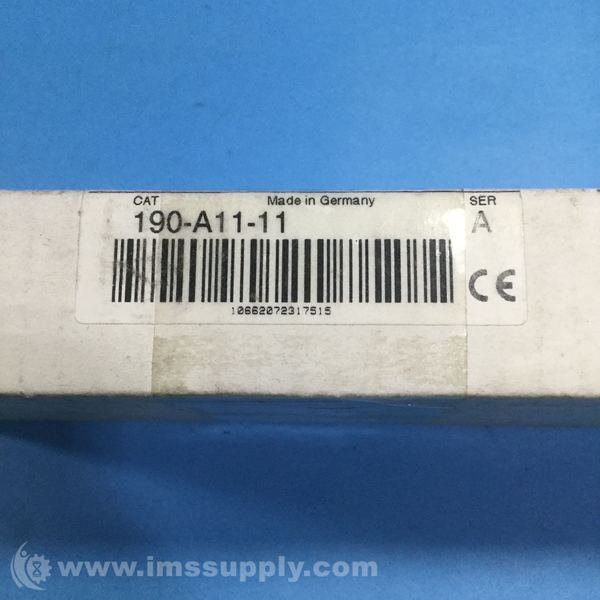 CAT Made in Germany SER
190-A11-11 A
CE
10662072317515
www.imssupply.com